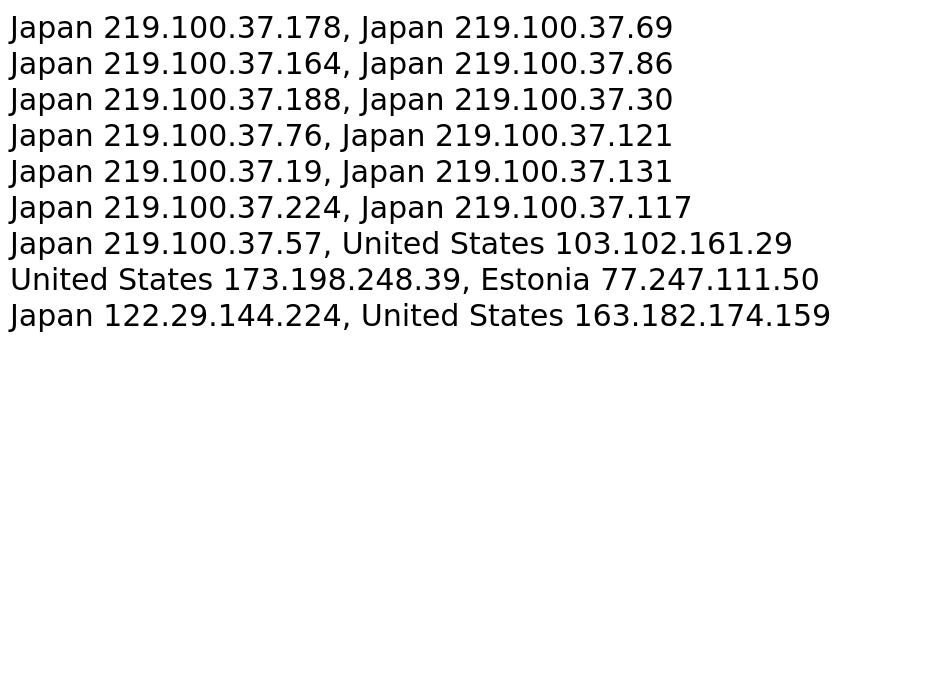 Japan 219.100.37.178, Japan 219.100.37.69
Japan 219.100.37.164, Japan 219.100.37.86
Japan 219.100.37.188, Japan 219.100.37.30
Japan 219.100.37.76, Japan 219.100.37.121
Japan 219.100.37.19, Japan 219.100.37.131
Japan 219.100.37.224, Japan 219.100.37.117
Japan 219.100.37.57, United States 103.102.161.29
United States 173.198.248.39, Estonia 77.247.111.50
Japan 122.29.144.224, United States 163.182.174.159